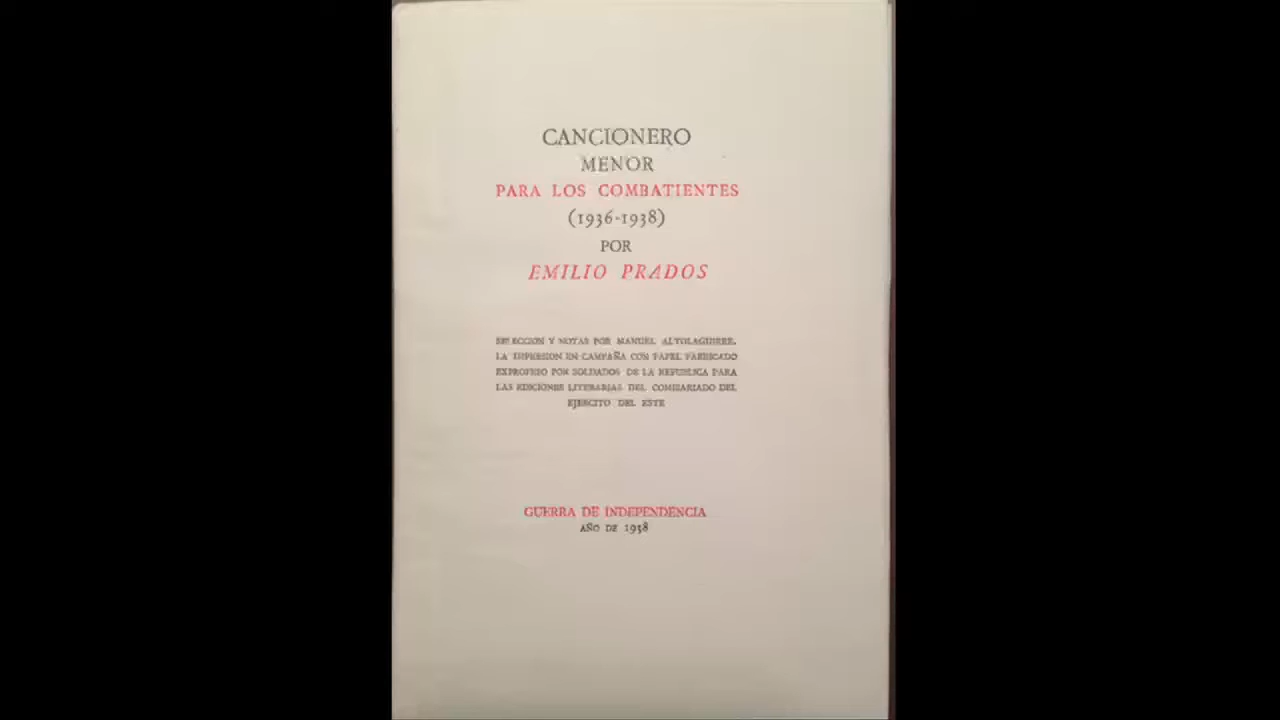 CANCIONERO
MENOR
PARA LOS COMBATIENTES
(1936-1938)
POR
EMILIO PRADOS
SELECCION Y NOTAS POR MANUEL ALTOLAGUIRRE.
LA IMPRESION EN CAMPAÑA CON PAPEL FABRICADO
EXPROFESO POR SOLDADOS DE LA REPUBLICA PARA
LAS EDICIONES LITERARIAS DEL COMISARIADO DEL
EJERCITO DEL ESTE
GUERRA DE INDEPENDENCIA
AÑO DE 1938